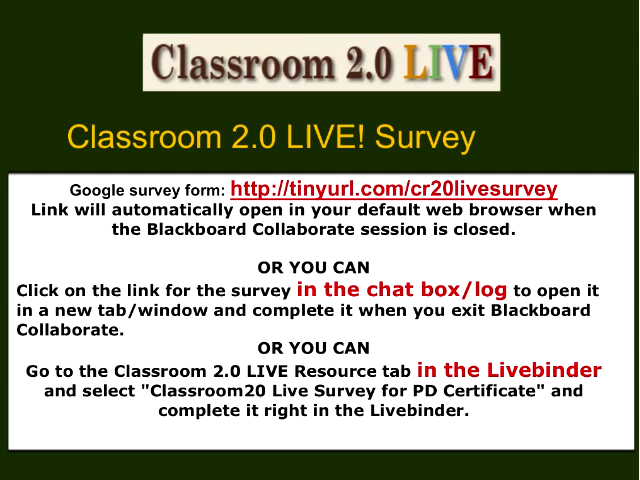 Classroom 2.0 LIVE
Classroom 2.0 LIVE! Survey
Google survey form: http://tinyurl.com/cr20livesurvey
Link will automatically open in your default web browser when
the Blackboard Collaborate session is closed.
OR YOU CAN
Click on the link for the survey in the chat box/log to open it
in a new tab/window and complete it when you exit Blackboard
Collaborate.
OR YOU CAN
Go to the Classroom 2.0 LIVE Resource tab in the Livebinder
and select "Classroom20 Live Survey for PD Certificate" and
complete it right in the Livebinder.